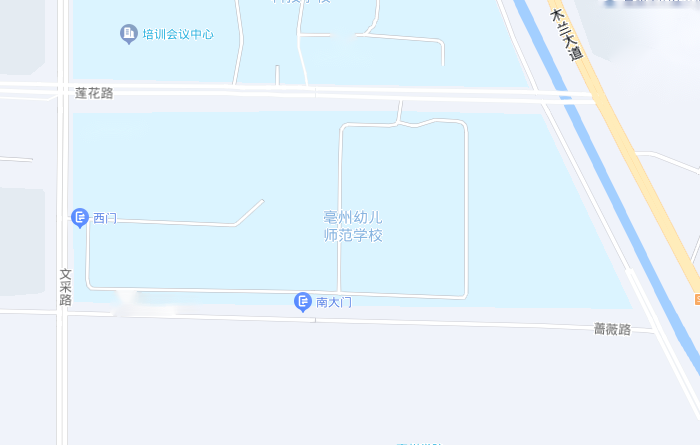 培训会议中心
木兰大道
莲花路
西门
亳州幼儿
师范学校
文采路
南大门
蔷薇路